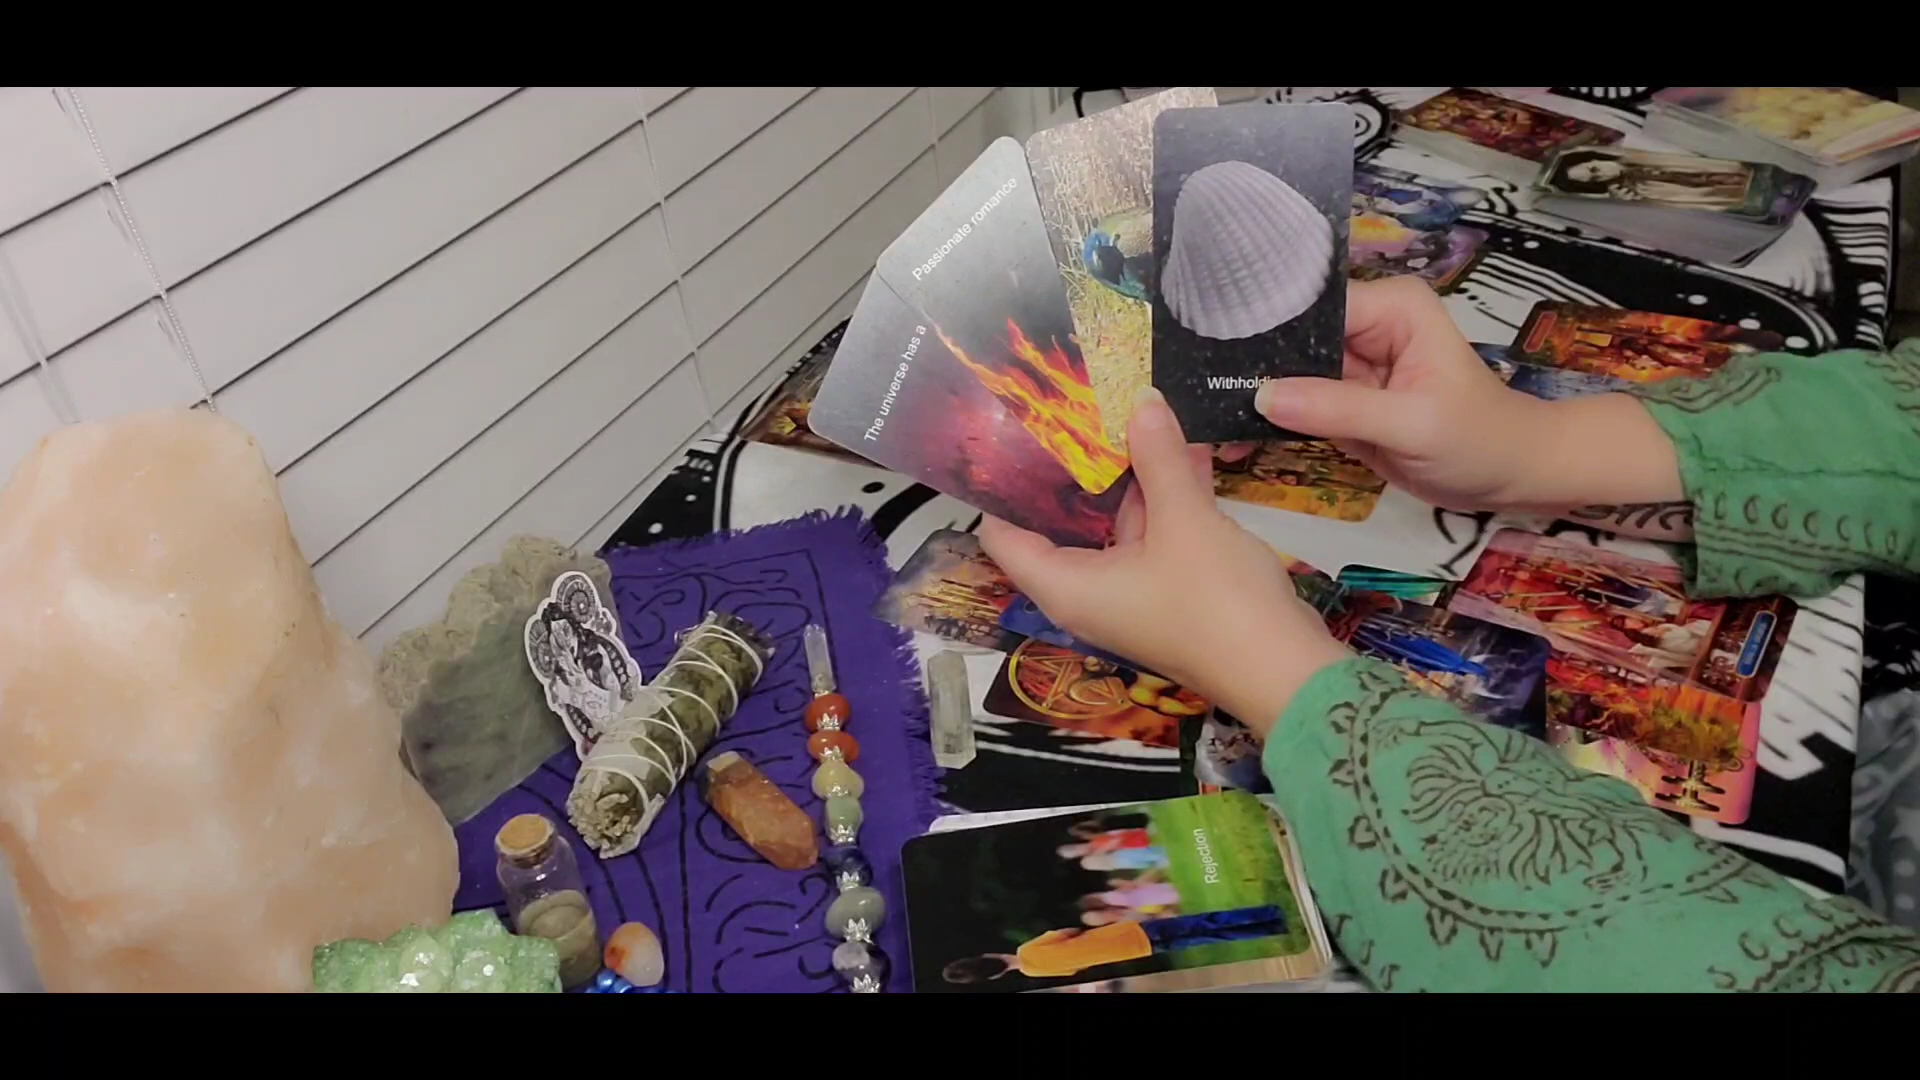 Passionate romance
The universe has a
Withholdi
Rejection